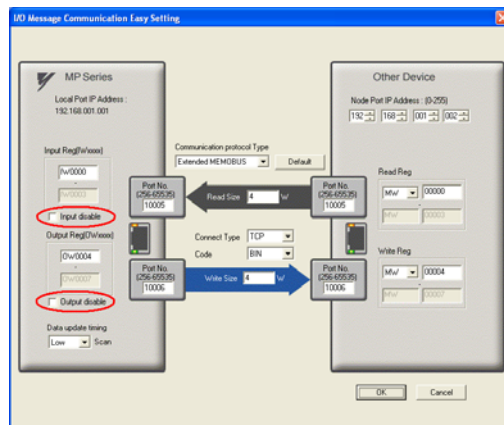 I/O Message Communication Easy Setting
MP Series
Local Port IP Address :
192.168.001.001
Input Reg(IWxxxx)
IW0000
-
IW0003
Input disable
Output Reg(OWxxxx)
OW0004
-
OW0007
Output disable
Data update timing
Low Scan
Communication protocol Type
Extended MEMOBUS Default
Port No.
(256-65535)
10005
Read Size 4 W
Port No.
(256-65535)
10005
Connect Type TCP
Code BIN
Port No.
(256-65535)
10006
Write Size 4 W
Port No.
(256-65535)
10006
Other Device
Node Port IP Address : (0-255)
192 168 001 002
Read Reg
MW 00000
-
MW 00003
Write Reg
MW 00004
-
MW 00007
OK Cancel